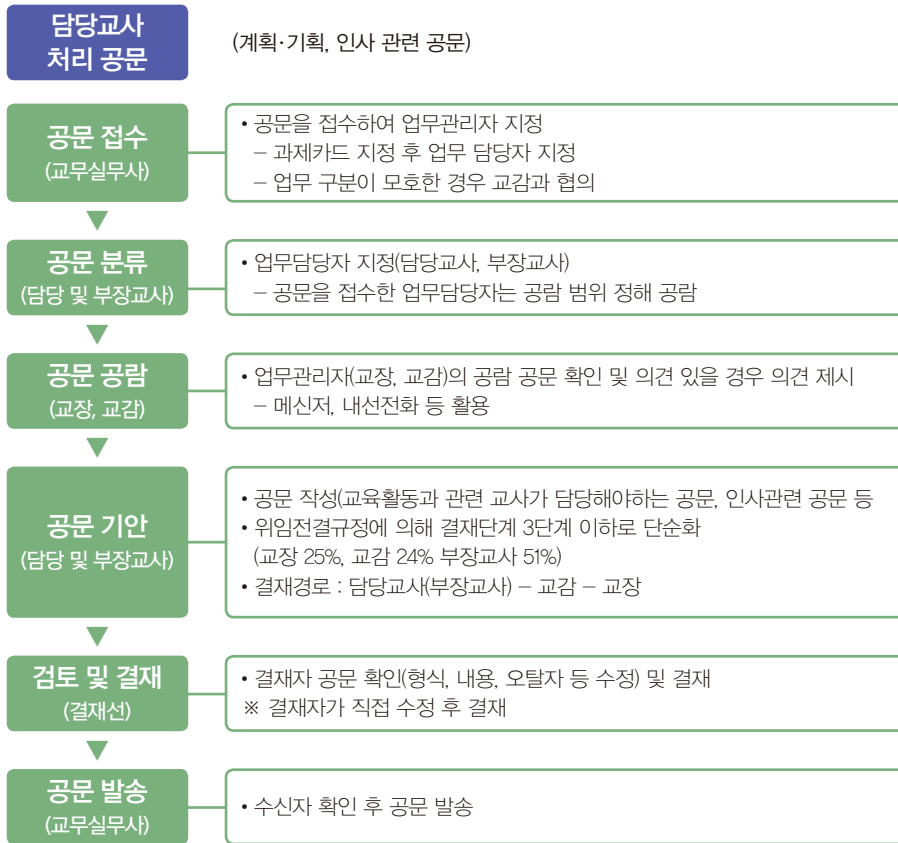 담당교사
처리 공문
(계획·기획, 인사 관련 공문)
공문 접수
(교무실무사)
• 공문을 접수하여 업무관리자 지정
– 과제카드 지정 후 업무 담당자 지정
– 업무 구분이 모호한 경우 교감과 협의
공문 분류
(담당 및 부장교사)
• 업무담당자 지정(담당교사, 부장교사)
– 공문을 접수한 업무담당자는 공람 범위 정해 공람
공문 공람
(교장, 교감)
• 업무관리자(교장, 교감)의 공람 공문 확인 및 의견 있을 경우 의견 제시
– 메신저, 내선전화 등 활용
공문 기안
(담당 및 부장교사)
• 공문 작성(교육활동과 관련 교사가 담당해야하는 공문, 인사관련 공문 등
• 위임전결규정에 의해 결재단계 3단계 이하로 단순화
(교장 25%, 교감 24% 부장교사 51%)
• 결재경로 : 담당교사(부장교사) – 교감 – 교장
검토 및 결재
(결재선)
• 결재자 공문 확인(형식, 내용, 오탈자 등 수정) 및 결재
※ 결재자가 직접 수정 후 결재
공문 발송
(교무실무사)
• 수신자 확인 후 공문 발송